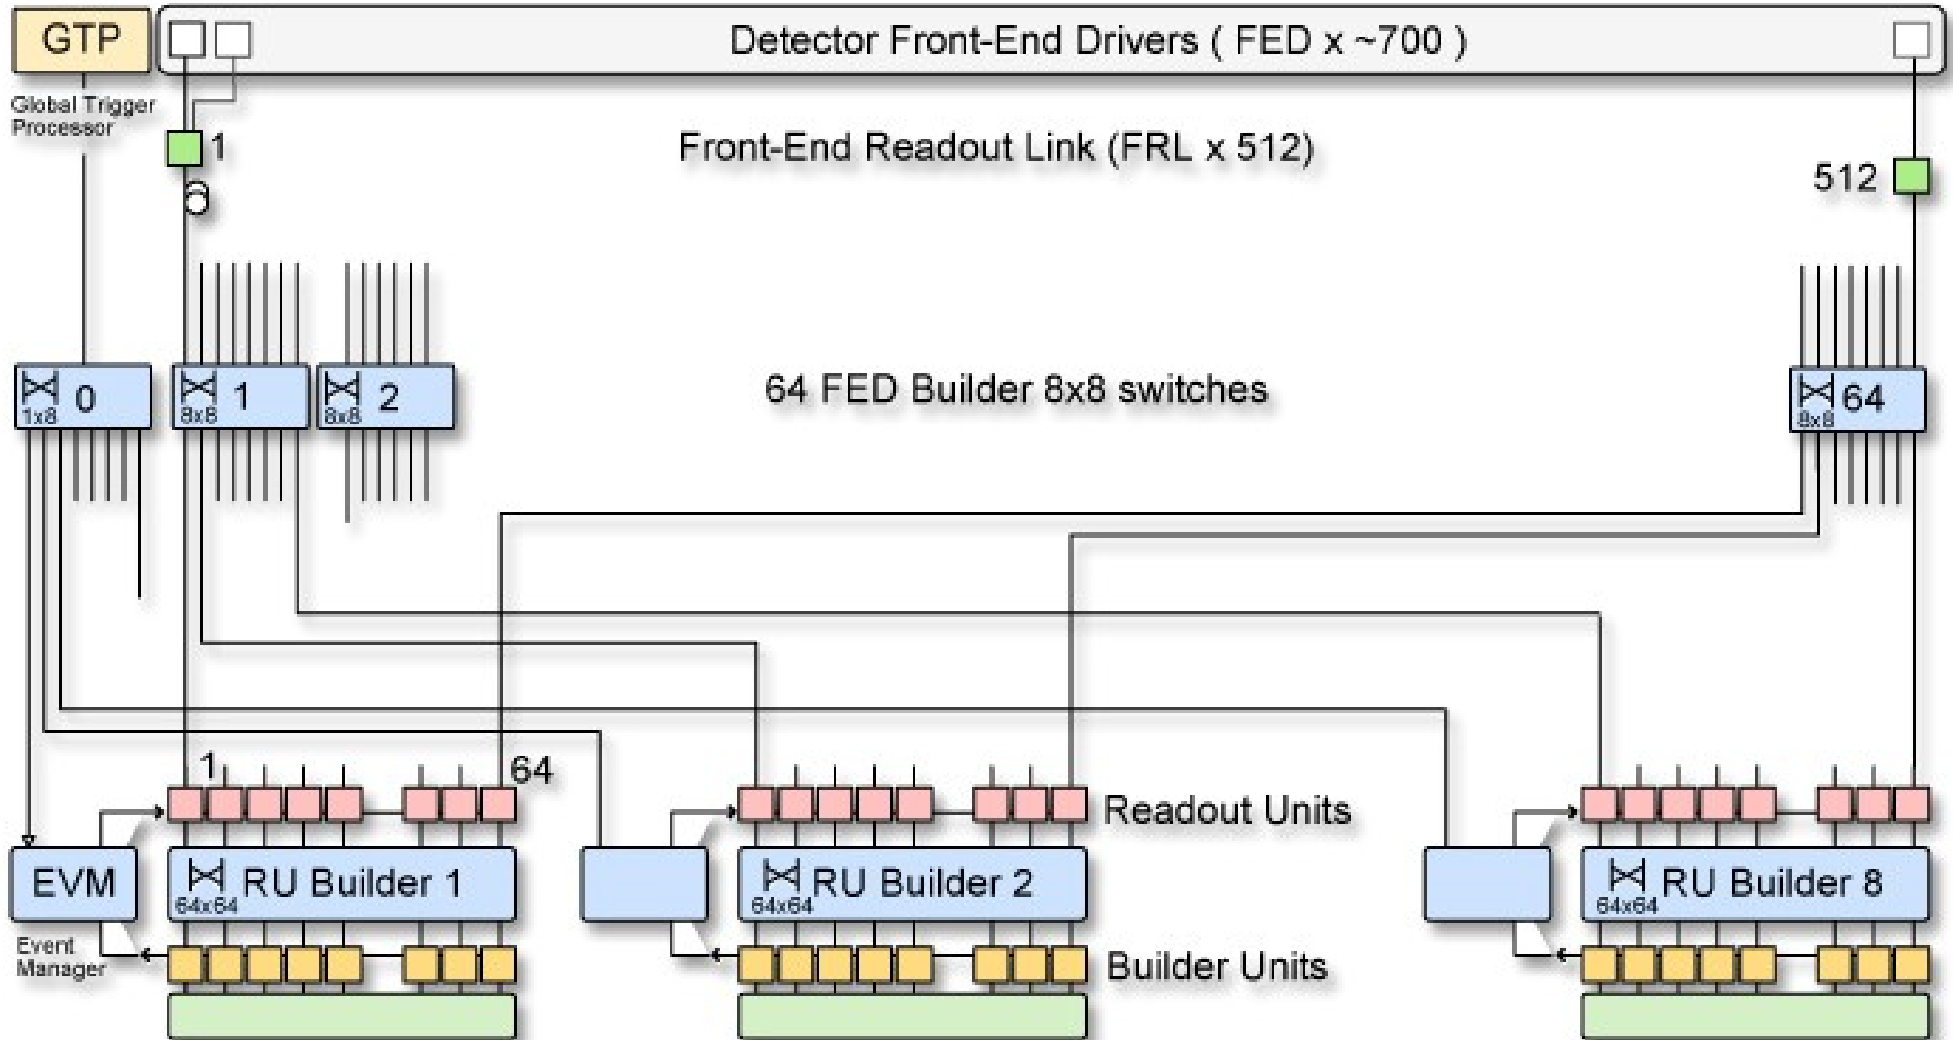 GTP
Detector Front-End Drivers ( FED x ~700 )
Global Trigger
Processor
1
Front-End Readout Link (FRL x 512)
512
0
1x8
1
8x8
2
8x8
64 FED Builder 8x8 switches
64
8x8
1
64
Readout Units
EVM
RU Builder 1
64x64
RU Builder 2
64x64
RU Builder 8
64x64
Event
Manager
Builder Units